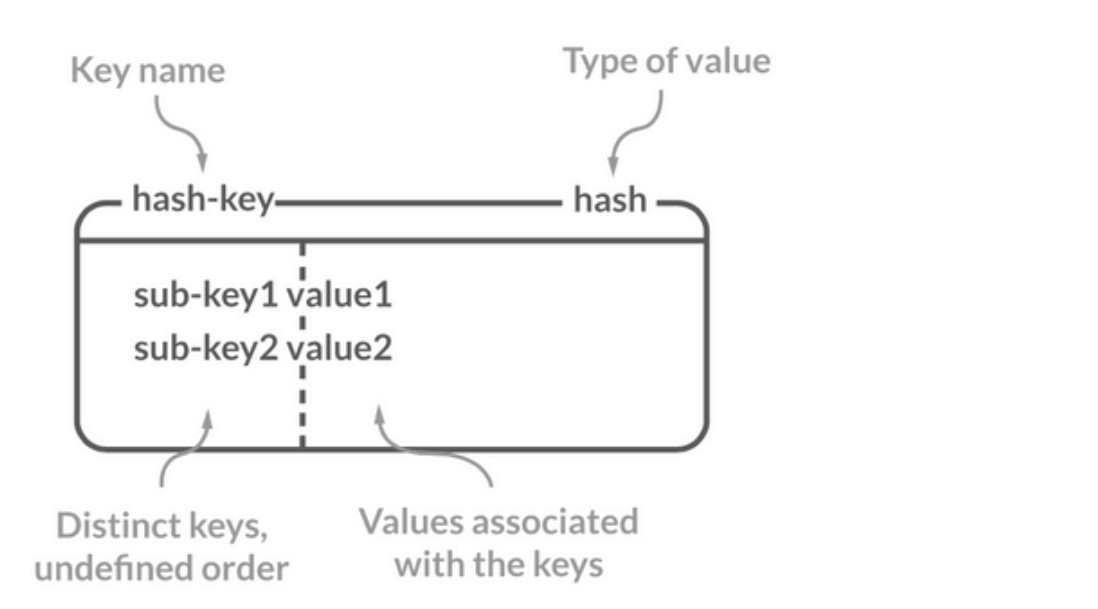 Key name
Type of value
hash-key
hash
sub-key1 value1
sub-key2 value2
Distinct keys,
undefined order
Values associated
with the keys